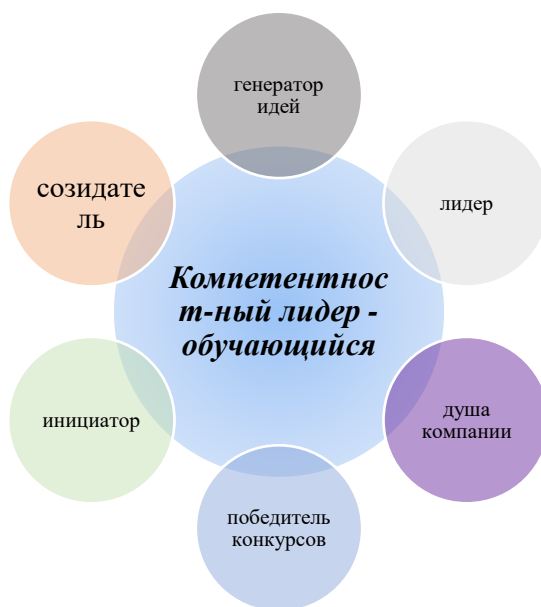 генератор
идей
лидер
душа
компании
победитель
конкурсов
инициатор
созидате
ль
Компетентнос
т-ный лидер -
обучающийся